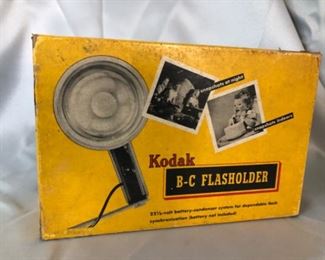 snapshots at night
snapshots indoors
Kodak
B-C FLASHOLDER
22½-volt battery-condenser system for dependable flash
synchronization (battery not included)